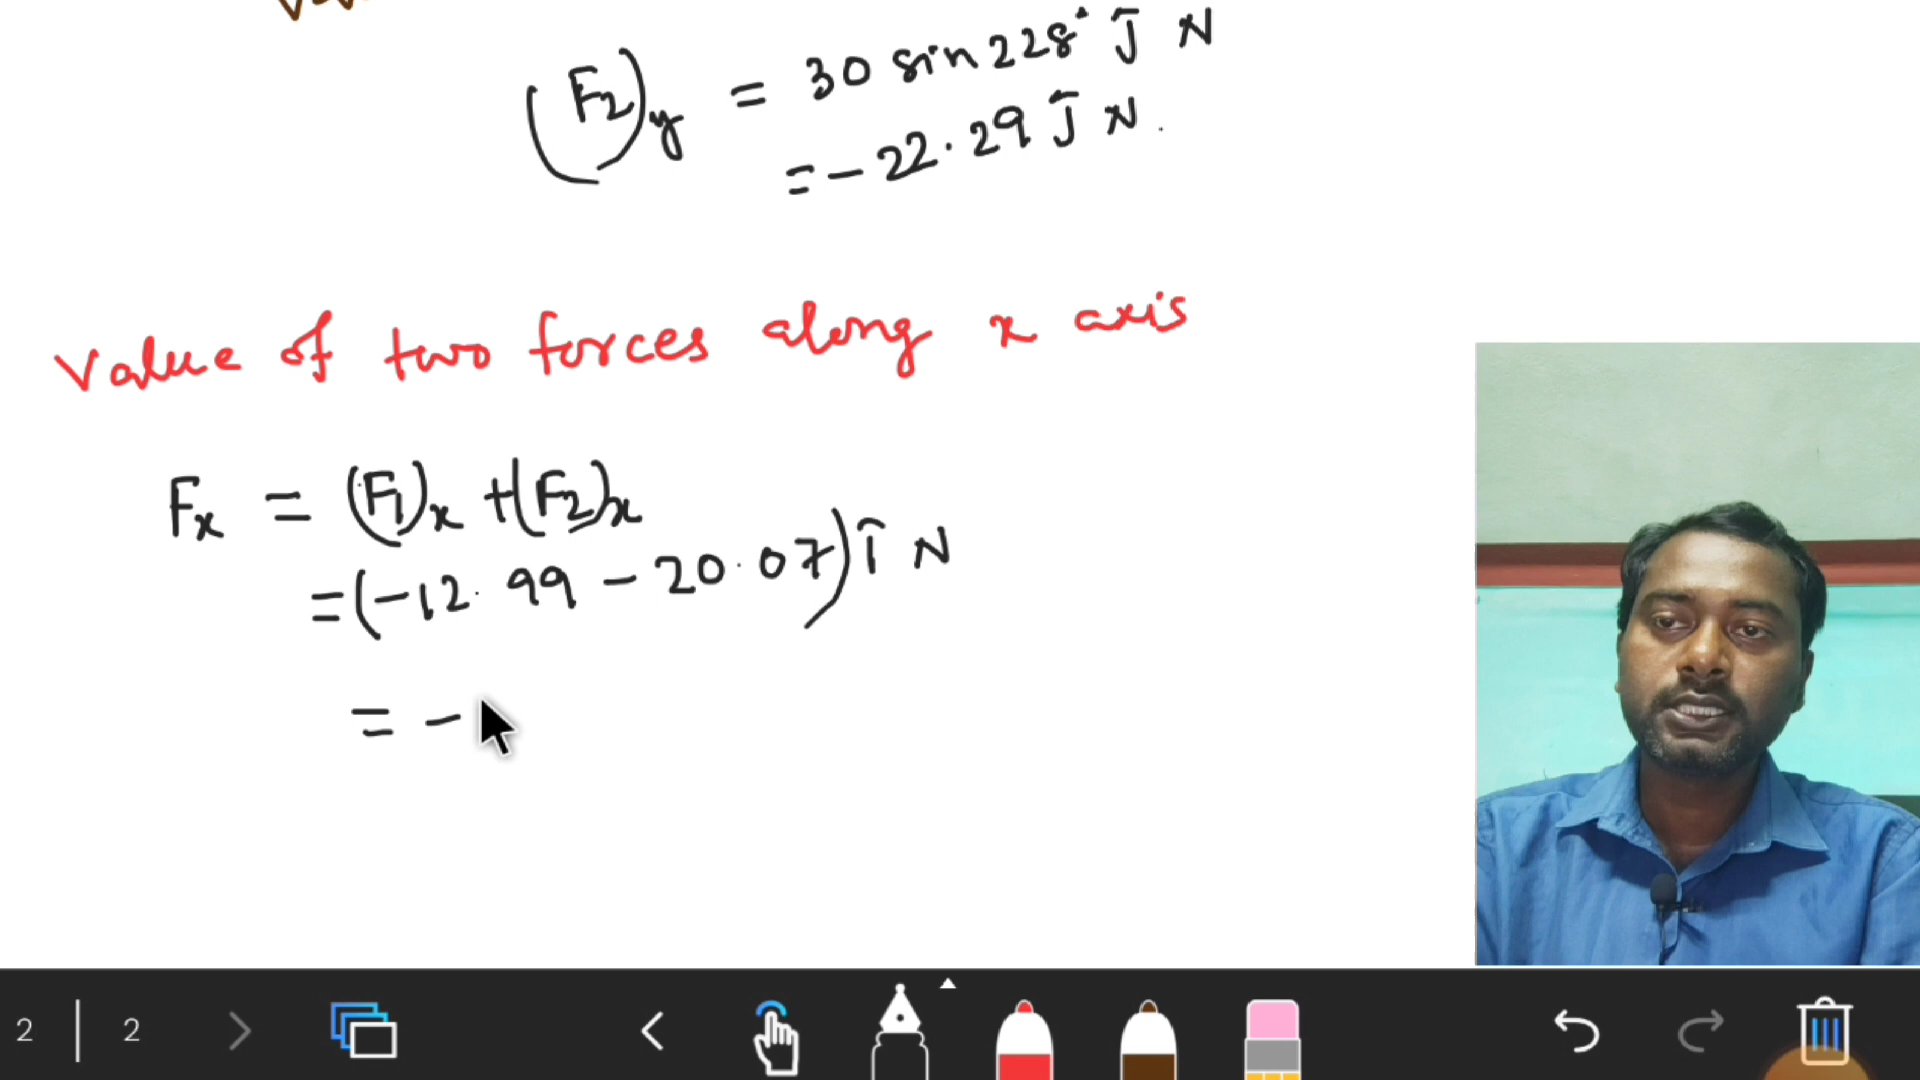 (F₂)y = 30 sin 228° ĵ N
= -22.29 ĵ N.
Value of two forces along x axis
Fx = (F₁)x + (F₂)x
= (-12.99 - 20.07) î N
= -
2 | 2